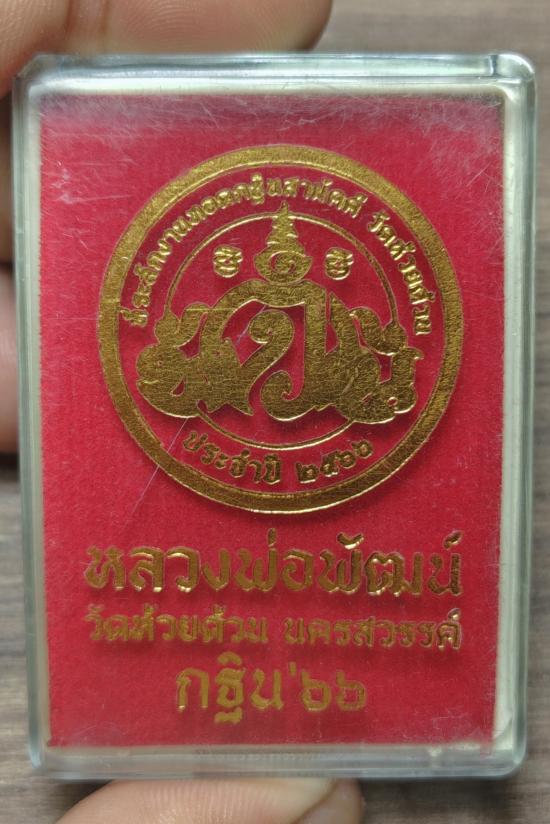 ที่ระลึกงานทอดกฐินสามัคคี วัดห้วยด้วน
ประจำปี ๒๕๖๖
หลวงพ่อพัฒน์
วัดห้วยด้วน นครสวรรค์
กฐิน'๖๖